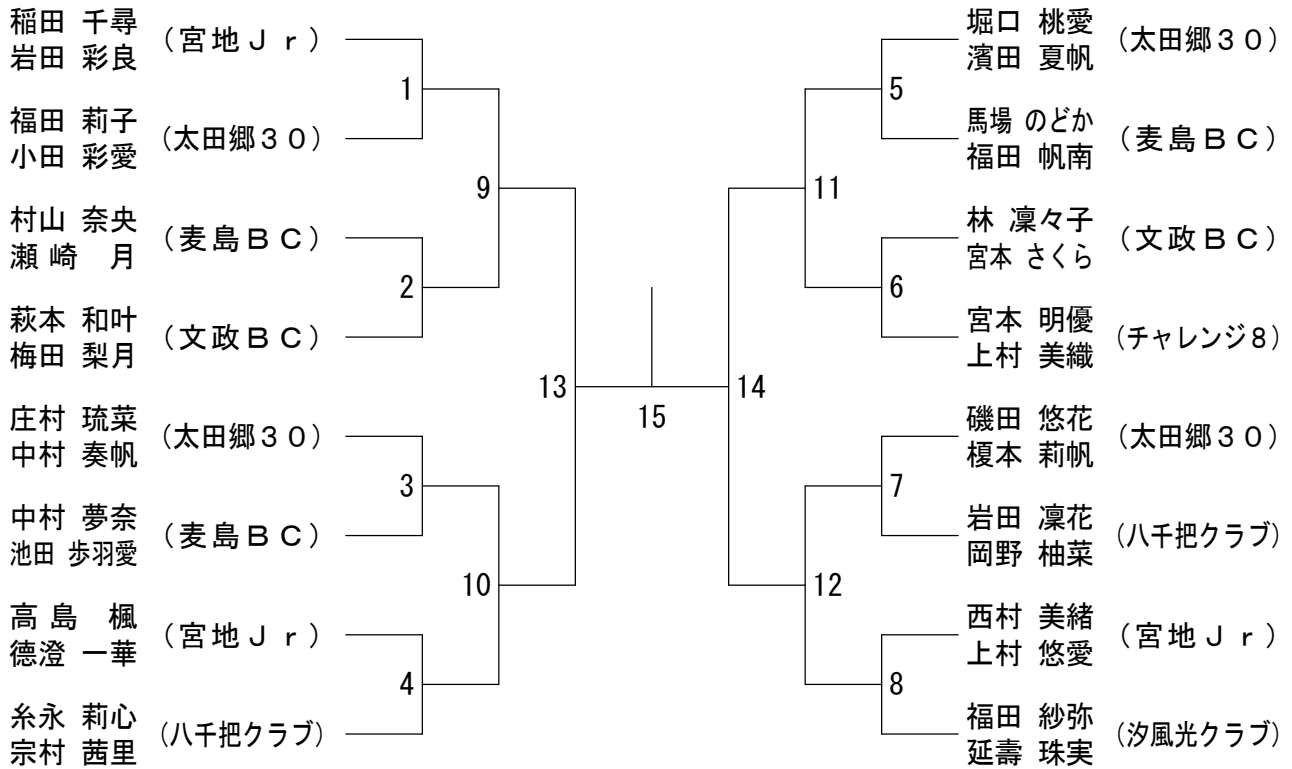 稲田 千尋
岩田 彩良
(宮地Ｊｒ)
福田 莉子
小田 彩愛
(太田郷３０)
村山 奈央
瀬崎 月
(麦島ＢＣ)
萩本 和叶
梅田 梨月
(文政ＢＣ)
庄村 琉菜
中村 奏帆
(太田郷３０)
中村 夢奈
池田 歩羽愛
(麦島ＢＣ)
高島 楓
德澄 一華
(宮地Ｊｒ)
糸永 莉心
宗村 茜里
(八千把クラブ)
1
2
3
4
9
10
13
15
14
11
12
5
6
7
8
堀口 桃愛
濱田 夏帆
(太田郷３０)
馬場 のどか
福田 帆南
(麦島ＢＣ)
林 凜々子
宮本 さくら
(文政ＢＣ)
宮本 明優
上村 美織
(チャレンジ８)
磯田 悠花
榎本 莉帆
(太田郷３０)
岩田 凜花
岡野 柚菜
(八千把クラブ)
西村 美緒
上村 悠愛
(宮地Ｊｒ)
福田 紗弥
延壽 珠実
(汐風光クラブ)